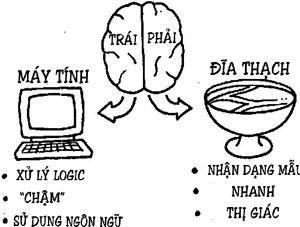 TRÁI PHẢI
MÁY TÍNH
ĐĨA THẠCH
• XỬ LÝ LOGIC
• "CHẬM"
• SỬ DỤNG NGÔN NGỮ
• NHẬN DẠNG MẪU
• NHANH
• THỊ GIÁC